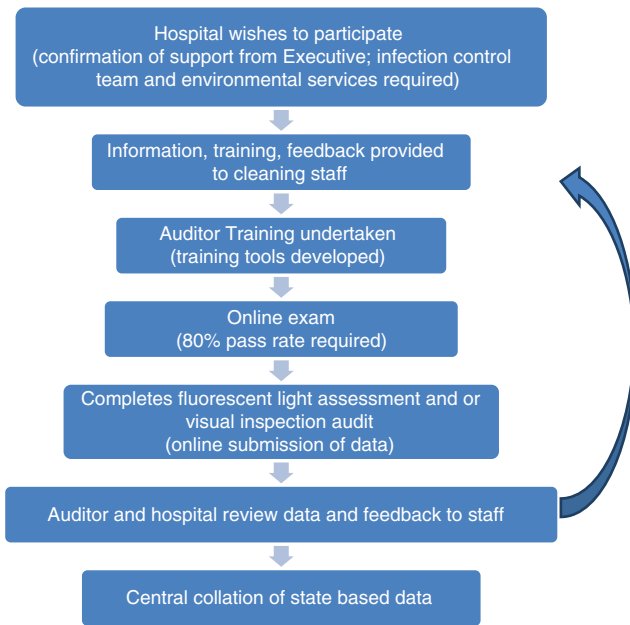 Hospital wishes to participate
(confirmation of support from Executive; infection control
team and environmental services required)
Information, training, feedback provided
to cleaning staff
Auditor Training undertaken
(training tools developed)
Online exam
(80% pass rate required)
Completes fluorescent light assessment and or
visual inspection audit
(online submission of data)
Auditor and hospital review data and feedback to staff
Central collation of state based data